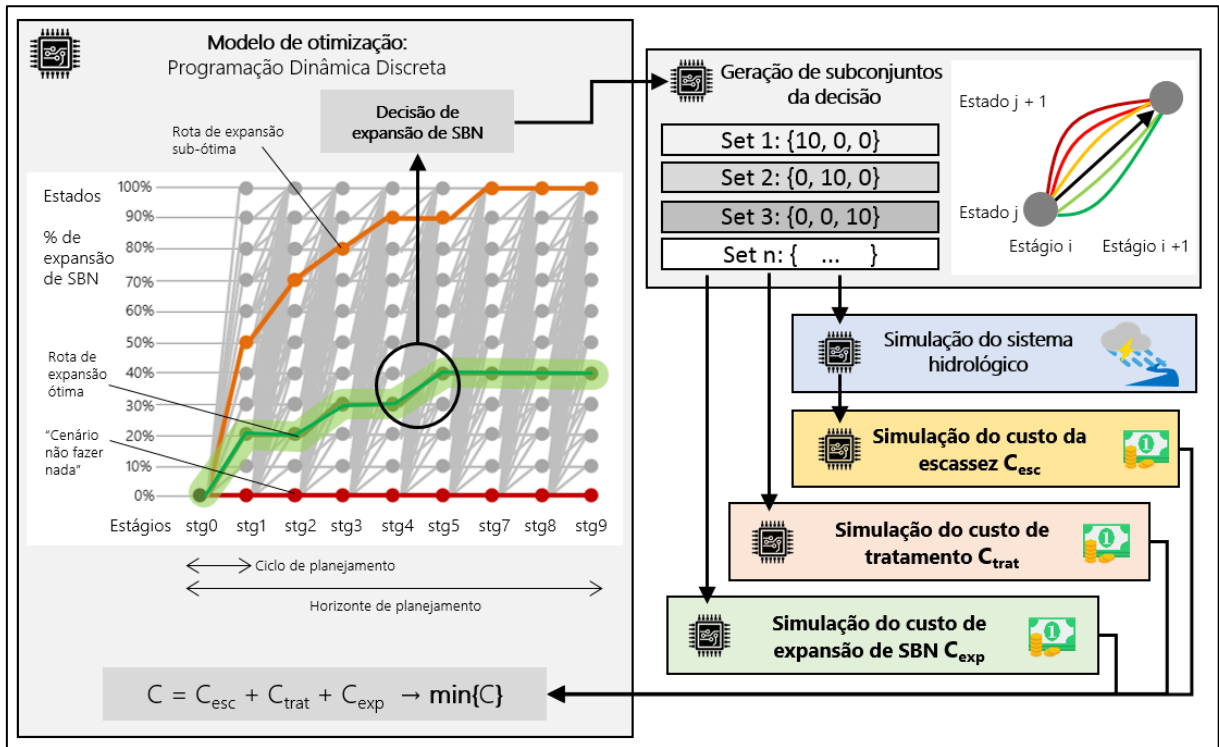 Modelo de otimização:
Programação Dinâmica Discreta
Decisão de
expansão de SBN
Rota de expansão
sub-ótima
Estados
% de
expansão
de SBN
100%
90%
80%
70%
60%
50%
40%
30%
20%
10%
0%
Rota de
expansão
ótima
“Cenário
não fazer
nada”
Estágios stg0 stg1 stg2 stg3 stg4 stg5 stg7 stg8 stg9
Ciclo de planejamento
Horizonte de planejamento
C = Cesc + Ctrat + Cexp → min{C}
Geração de subconjuntos
da decisão
Set 1: {10, 0, 0}
Set 2: {0, 10, 0}
Set 3: {0, 0, 10}
Set n: { ... }
Estado j + 1
Estado j
Estágio i Estágio i +1
Simulação do sistema
hidrológico
Simulação do custo da
escassez Cesc
1
Simulação do custo de
tratamento Ctrat
1
Simulação do custo de
expansão de SBN Cexp
1